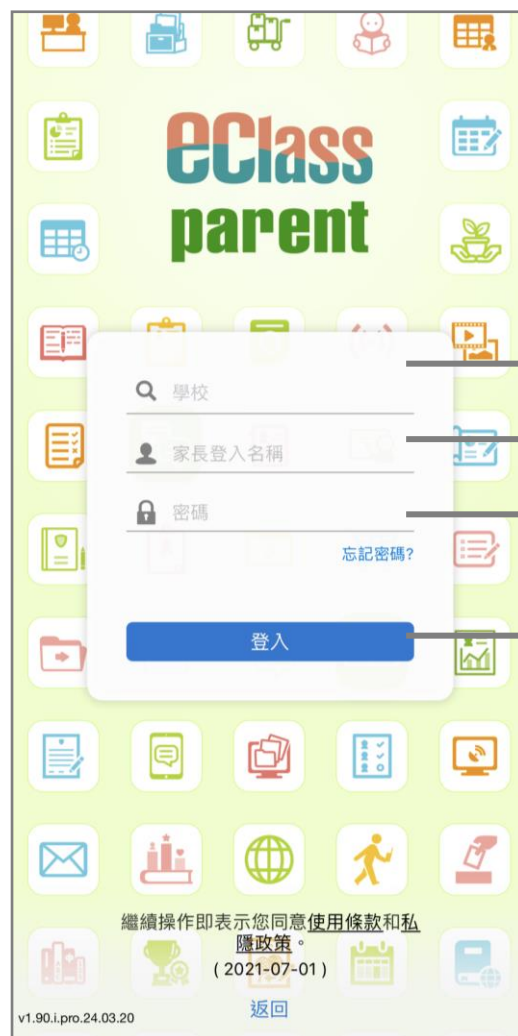 eClass
parent
學校
家長登入名稱
密碼
忘記密碼?
登入
繼續操作即表示您同意使用條款和私
隱政策。
(2021-07-01)
返回
v1.90.i.pro.24.03.20